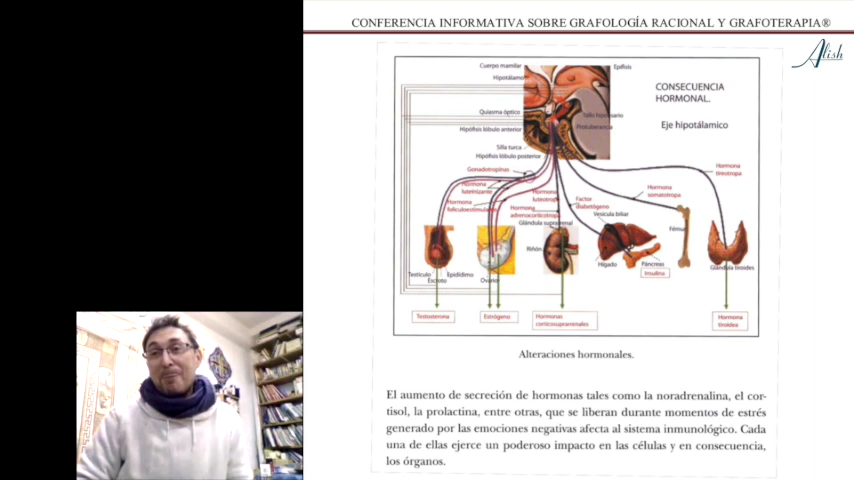 CONFERENCIA INFORMATIVA SOBRE GRAFOLOGÍA RACIONAL Y GRAFOTERAPIA®
Alish
Cuerpo mamilar
Epífisis
Hipotálamo
CONSECUENCIA
HORMONAL.
Quiasma óptico
Eje hipotálamico
Protuberancia
Hipófisis lóbulo anterior
Silla turca
Hipófisis lóbulo posterior
Gonadotropinas
Hormona
tireotropa
Hormona
luteinizante
Hormona
luteotropa
Factor
diabetógeno
Hormona
somatotropa
Hormona
foliculoestimulante
Hormona
adrenocorticotropa
Vesícula biliar
Glándula suprarrenal
Fémur
Riñón
Hígado
Páncreas
Insulina
Glándula tiroides
Testículo
Epidídimo
Escroto
Ovario
Testosterona
Estrógeno
Hormonas
corticosuprarrenales
Hormona
tiroidea
Alteraciones hormonales.
El aumento de secreción de hormonas tales como la noradrenalina, el cor-
tisol, la prolactina, entre otras, que se liberan durante momentos de estrés
generado por las emociones negativas afecta al sistema inmunológico. Cada
una de ellas ejerce un poderoso impacto en las células y en consecuencia,
los órganos.